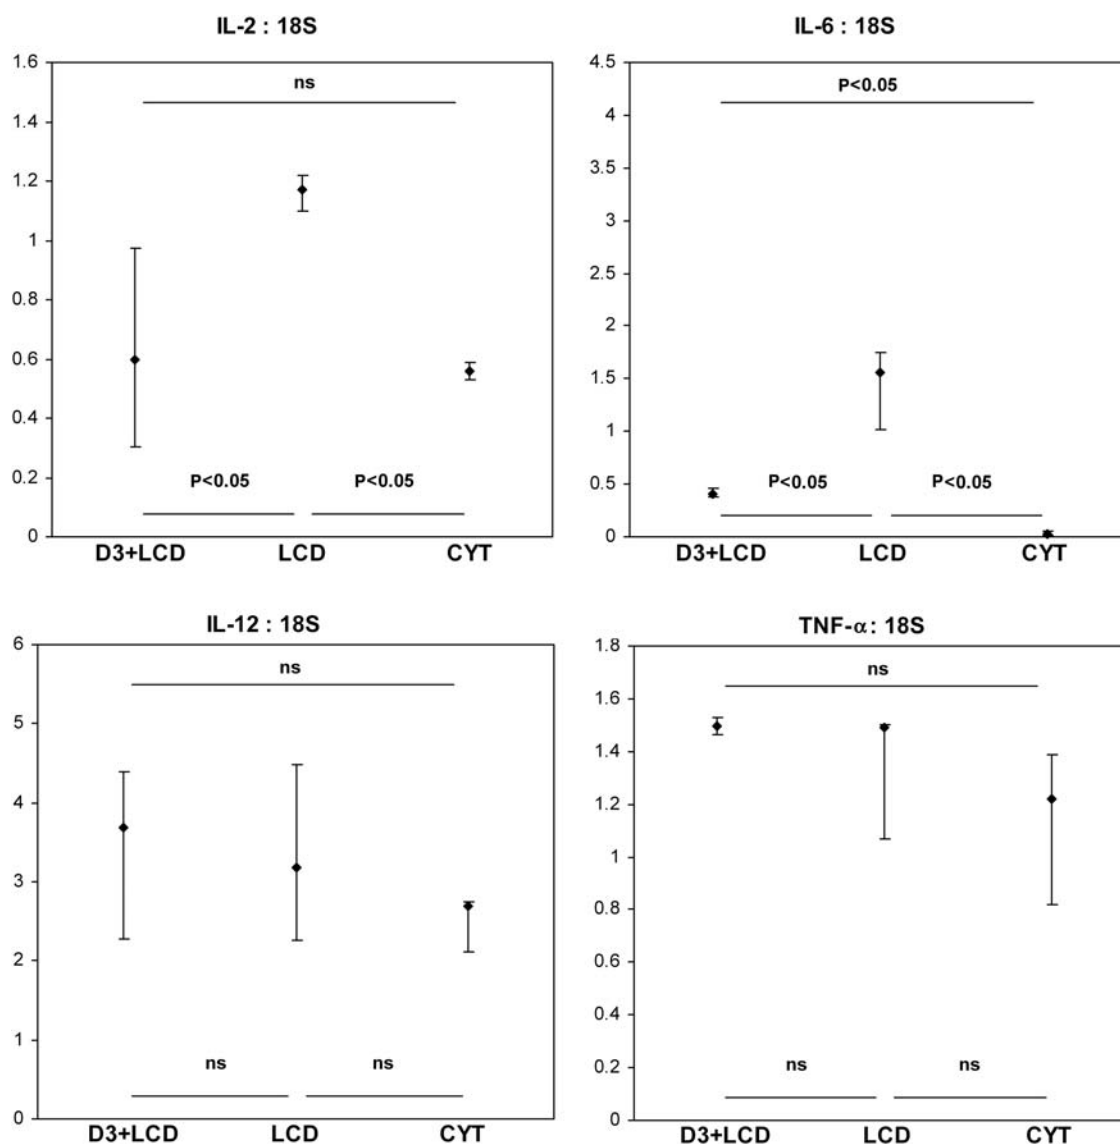 IL-2 : 18S
1.6
1.4
1.2
1
0.8
0.6
0.4
0.2
0
ns
P<0.05 P<0.05
D3+LCD LCD CYT
IL-6 : 18S
4.5
4
3.5
3
2.5
2
1.5
1
0.5
0
P<0.05
P<0.05 P<0.05
D3+LCD LCD CYT
IL-12 : 18S
6
5
4
3
2
1
0
ns
ns ns
D3+LCD LCD CYT
TNF-α: 18S
1.8
1.6
1.4
1.2
1
0.8
0.6
0.4
0.2
0
ns
ns ns
D3+LCD LCD CYT